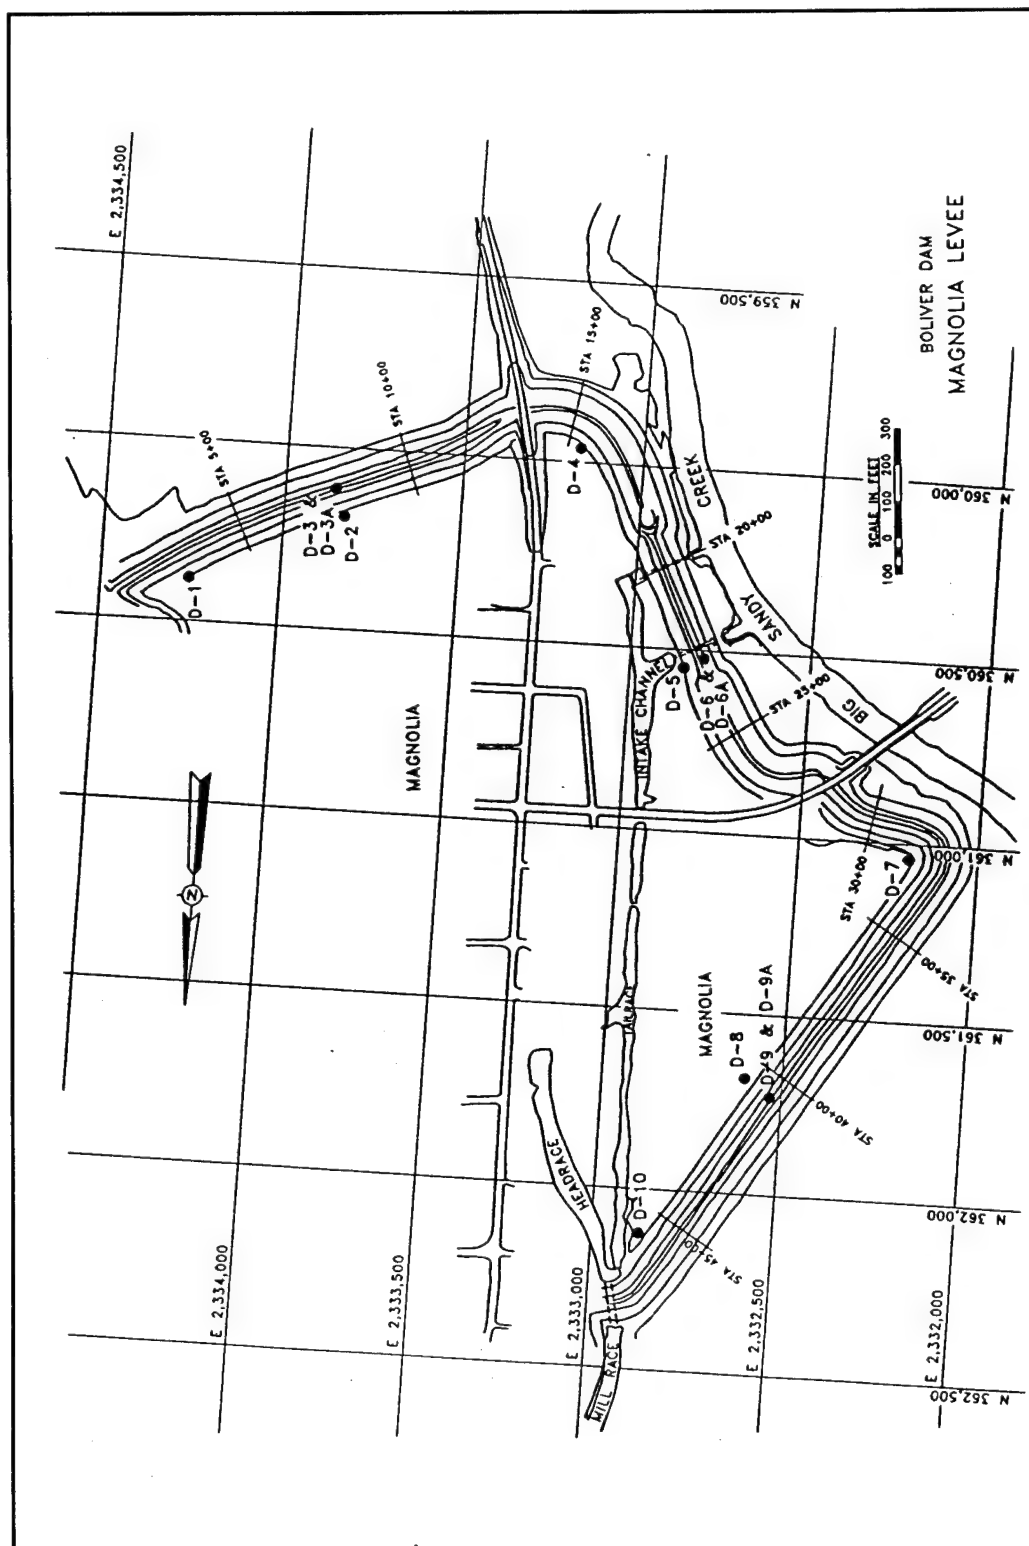 BOLIVER DAM
MAGNOLIA LEVEE
SCALE IN FEET
100 0 100 200 300
E 2,334,500
E 2,334,000
E 2,333,500
E 2,333,000
E 2,332,500
E 2,332,000
N 359,500
N 360,000
N 360,500
N 361,000
N 361,500
N 362,000
N 362,500
STA 5+00
STA 10+00
STA 15+00
STA 20+00
STA 25+00
STA 30+00
STA 35+00
STA 40+00
STA 45+00
D-1
D-3 &
D-3A
D-2
D-4
D-5
D-6 &
D-6A
D-7
D-8
D-9 & D-9A
D-10
MAGNOLIA
MAGNOLIA
N
BIG
SANDY
CREEK
INTAKE CHANNEL
TAILRACE
HEADRACE
MILL RACE